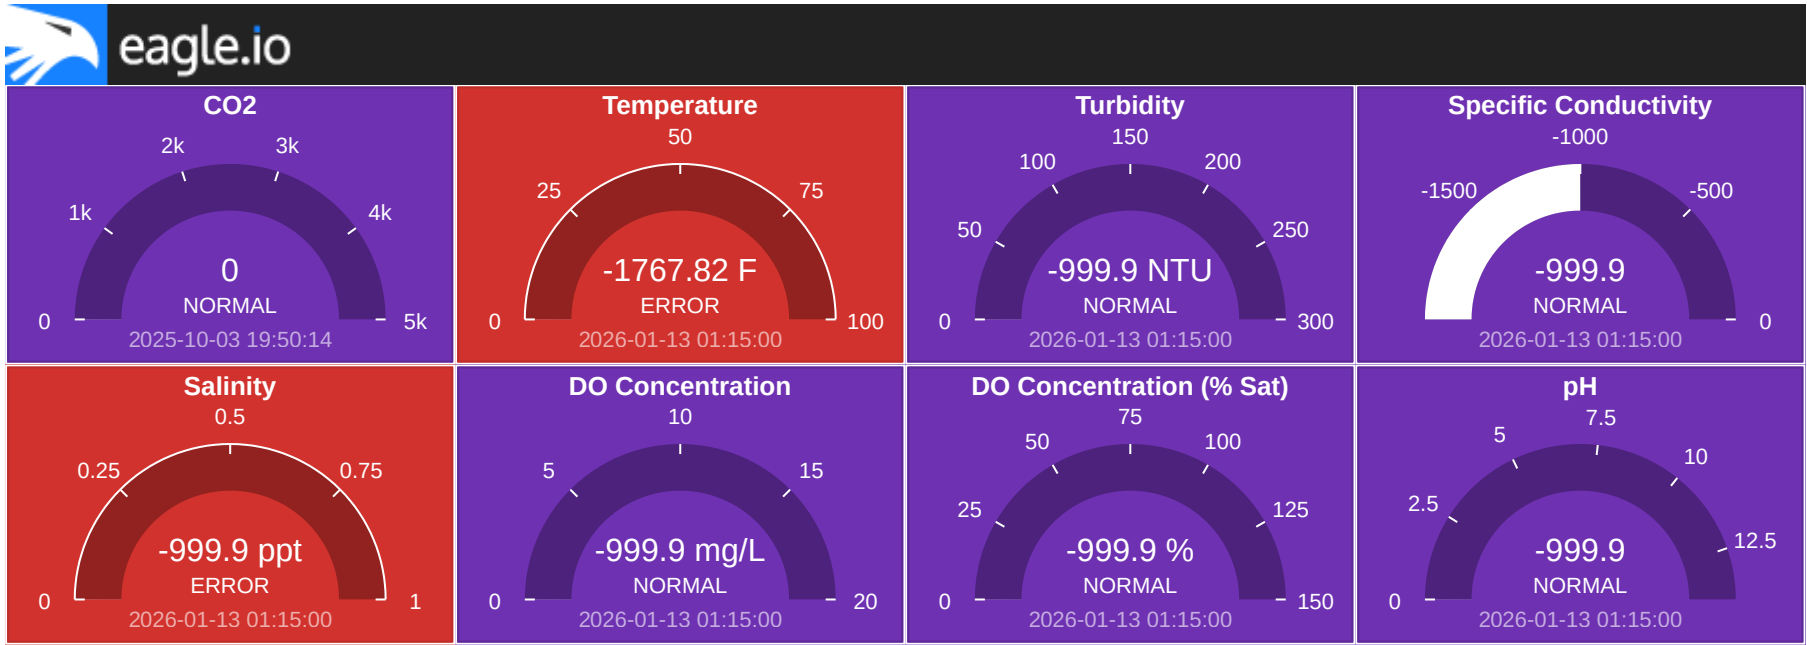 eagle.io
CO2
2k
3k
1k
4k
0
NORMAL
0
5k
2025-10-03 19:50:14
Temperature
50
25
75
-1767.82 F
ERROR
0
100
2026-01-13 01:15:00
Turbidity
150
100
200
50
250
-999.9 NTU
NORMAL
0
300
2026-01-13 01:15:00
Specific Conductivity
-1000
-1500
-500
-999.9
NORMAL
0
2026-01-13 01:15:00
Salinity
0.5
0.25
0.75
-999.9 ppt
ERROR
0
1
2026-01-13 01:15:00
DO Concentration
10
5
15
-999.9 mg/L
NORMAL
0
20
2026-01-13 01:15:00
DO Concentration (% Sat)
75
50
100
25
125
-999.9 %
NORMAL
0
150
2026-01-13 01:15:00
pH
7.5
5
10
2.5
12.5
-999.9
NORMAL
0
2026-01-13 01:15:00